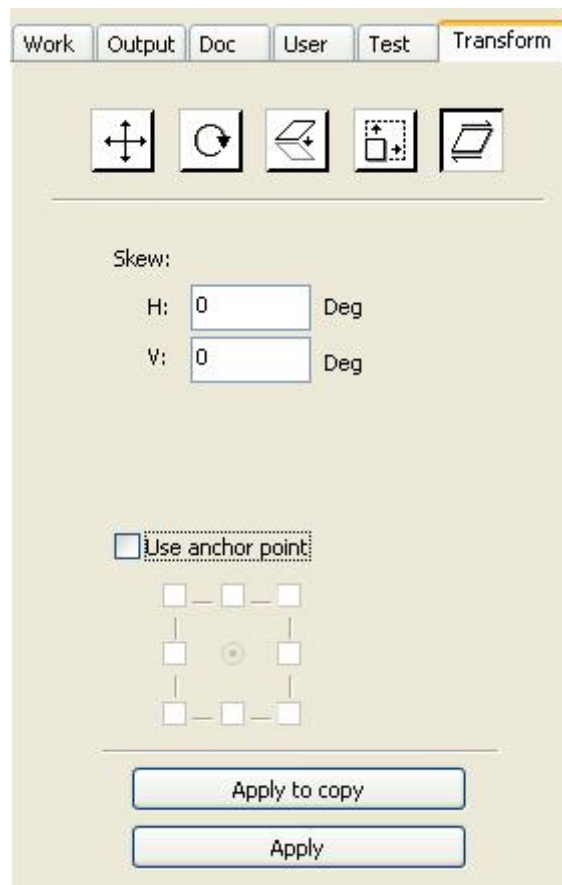 Work Output Doc User Test Transform
Skew:
H: 0 Deg
V: 0 Deg
Use anchor point
Apply to copy
Apply